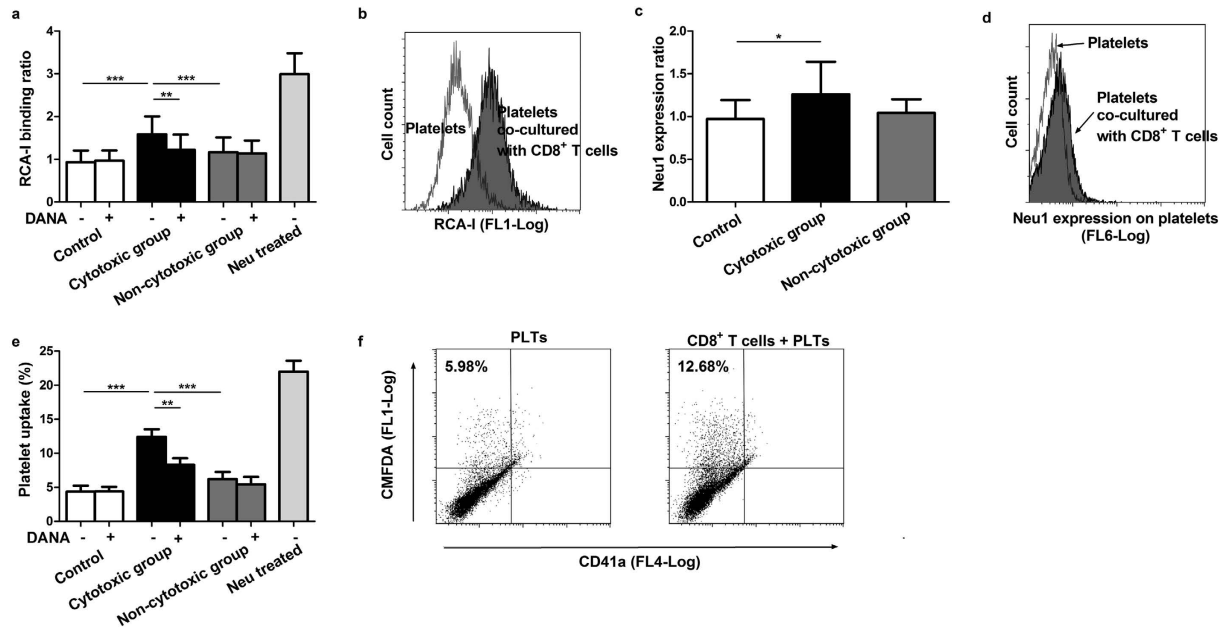 a
RCA-I binding ratio
4
3
2
1
0
*** ***
**
DANA - + - + - + -
Control
Cytotoxic group
Non-cytotoxic group
Neu treated
b
Cell count
Platelets
Platelets
co-cultured
with CD8⁺ T cells
RCA-I (FL1-Log)
c
Neu1 expression ratio
2.0
1.5
1.0
0.5
0.0
*
Control
Cytotoxic group
Non-cytotoxic group
d
Cell count
Platelets
Platelets
co-cultured
with CD8⁺ T cells
Neu1 expression on platelets
(FL6-Log)
e
Platelet uptake (%)
25
20
15
10
5
0
*** ***
**
DANA - + - + - + -
Control
Cytotoxic group
Non-cytotoxic group
Neu treated
f
PLTs
CD8⁺ T cells + PLTs
5.98%
12.68%
CMFDA (FL1-Log)
CD41a (FL4-Log)